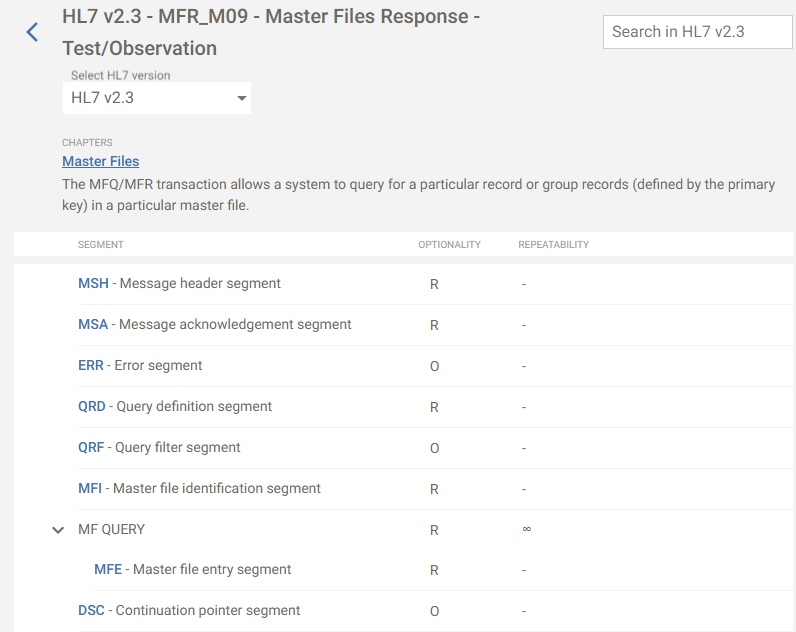 HL7 v2.3 - MFR_M09 - Master Files Response -
Test/Observation
Search in HL7 v2.3
Select HL7 version
HL7 v2.3
CHAPTERS
Master Files
The MFQ/MFR transaction allows a system to query for a particular record or group records (defined by the primary
key) in a particular master file.
SEGMENT OPTIONALITY REPEATABILITY
MSH - Message header segment R -
MSA - Message acknowledgement segment R -
ERR - Error segment O -
QRD - Query definition segment R -
QRF - Query filter segment O -
MFI - Master file identification segment R -
MF QUERY R ∞
MFE - Master file entry segment R -
DSC - Continuation pointer segment O -